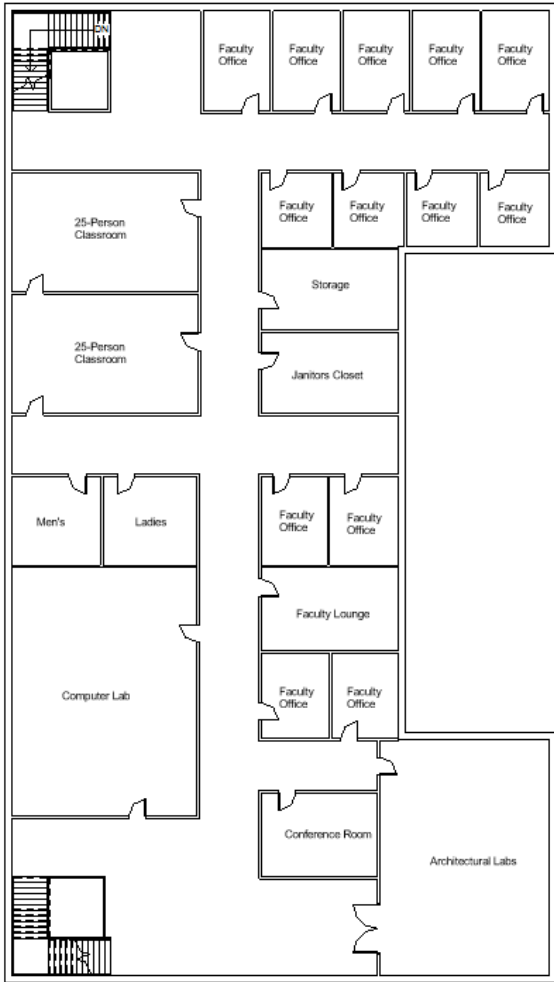 DN
Faculty
Office
Faculty
Office
Faculty
Office
Faculty
Office
Faculty
Office
25-Person
Classroom
Faculty
Office
Faculty
Office
Faculty
Office
Faculty
Office
Storage
25-Person
Classroom
Janitors Closet
Men's
Ladies
Faculty
Office
Faculty
Office
Faculty Lounge
Computer Lab
Faculty
Office
Faculty
Office
Conference Room
Architectural Labs